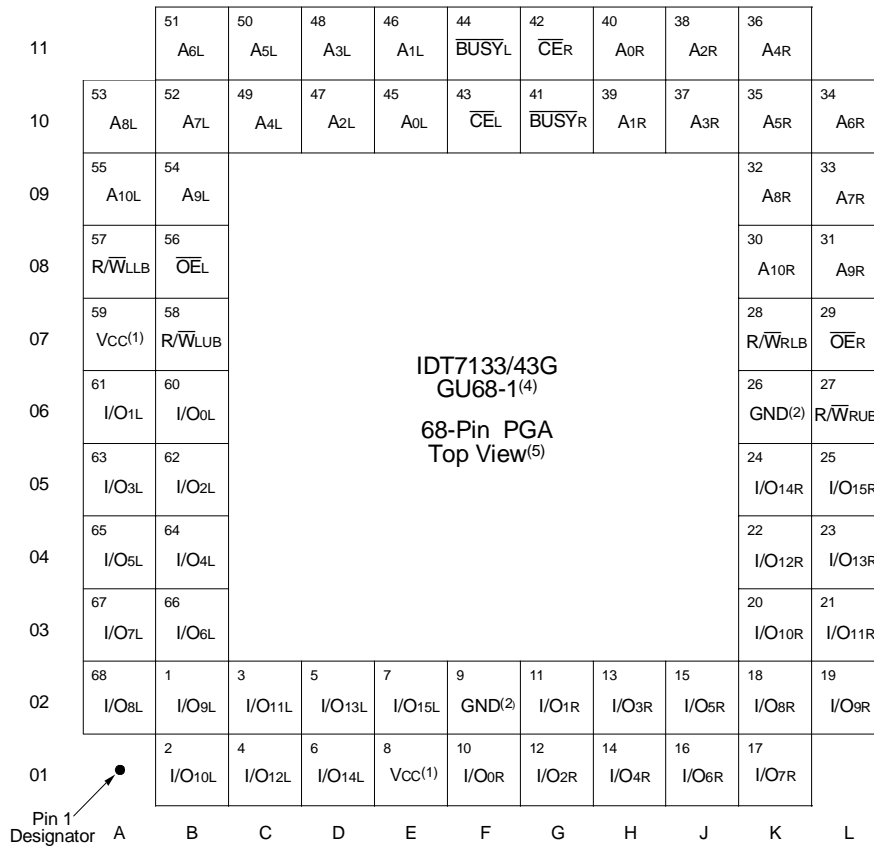 51 50 48 46 44 42 40 38 36
11 A6L A5L A3L A1L BUSYL CER A0R A2R A4R
53 52 49 47 45 43 41 39 37 35 34
10 A8L A7L A4L A2L A0L CEL BUSYR A1R A3R A5R A6R
55 54 32 33
09 A10L A9L A8R A7R
57 56 30 31
08 R/WLLB OEL A10R A9R
59 58 28 29
07 VCC(1) R/WLUB R/WRLB OER
IDT7133/43G
GU68-1(4)
61 60 26 27
06 I/O1L I/O0L GND(2) R/WRUB
68-Pin PGA
Top View(5)
63 62 24 25
05 I/O3L I/O2L I/O14R I/O15R
65 64 22 23
04 I/O5L I/O4L I/O12R I/O13R
67 66 20 21
03 I/O7L I/O6L I/O10R I/O11R
68 1 3 5 7 9 11 13 15 18 19
02 I/O8L I/O9L I/O11L I/O13L I/O15L GND(2) I/O1R I/O3R I/O5R I/O8R I/O9R
2 4 6 8 10 12 14 16 17
01 I/O10L I/O12L I/O14L VCC(1) I/O0R I/O2R I/O4R I/O6R I/O7R
Pin 1
Designator
A B C D E F G H J K L